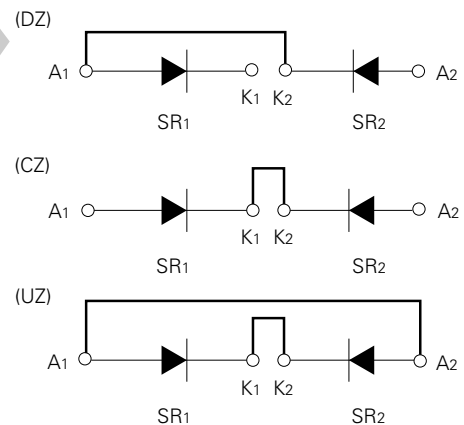 (DZ)
A1 K1 K2 A2
SR1 SR2
(CZ)
A1 K1 K2 A2
SR1 SR2
(UZ)
A1 K1 K2 A2
SR1 SR2